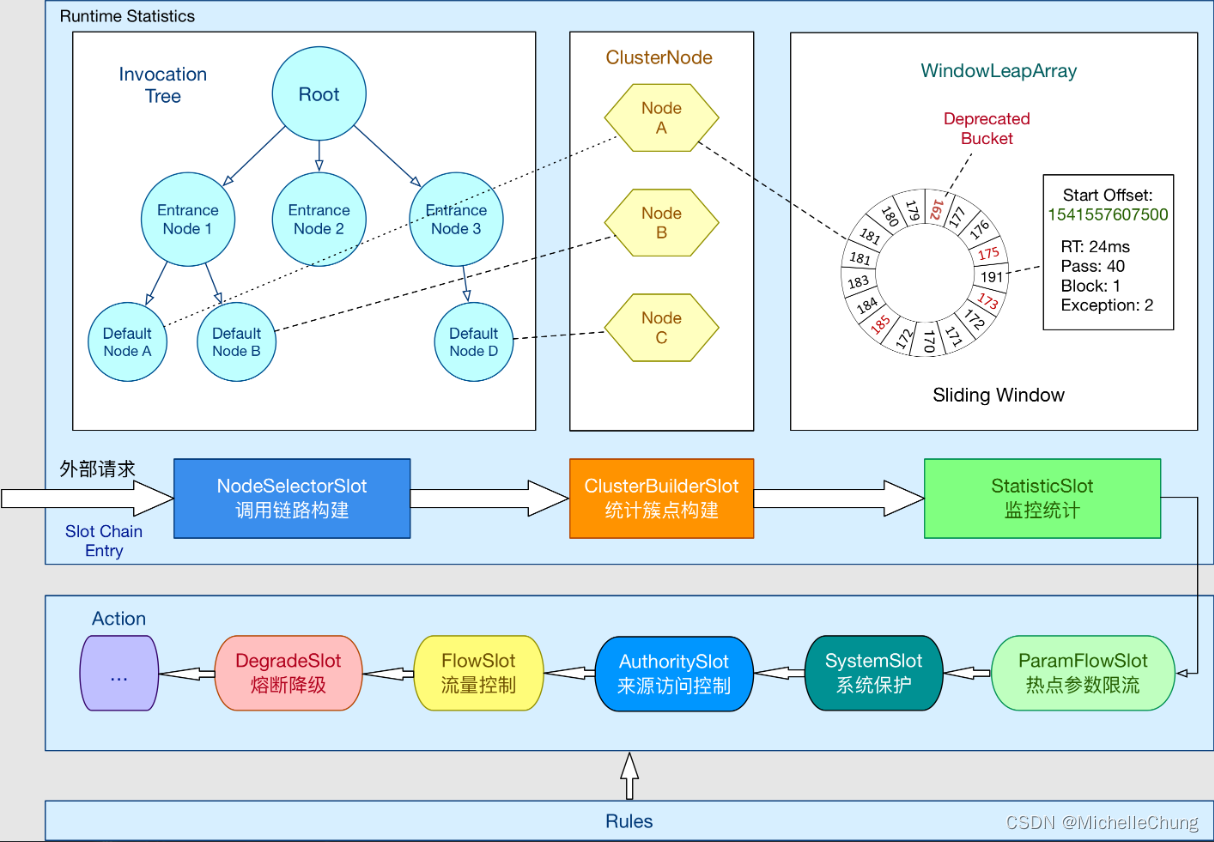 Runtime Statistics
Invocation
Tree
Root
Entrance
Node 1
Entrance
Node 2
Entrance
Node 3
Default
Node A
Default
Node B
Default
Node D
ClusterNode
Node
A
Node
B
Node
C
WindowLeapArray
Deprecated
Bucket
162
177
176
175
191
173
172
171
170
172
185
184
183
181
181
180
179
Start Offset:
1541557607500
RT: 24ms
Pass: 40
Block: 1
Exception: 2
Sliding Window
外部请求
Slot Chain
Entry
NodeSelectorSlot
调用链路构建
ClusterBuilderSlot
统计簇点构建
StatisticSlot
监控统计
Action
...
DegradeSlot
熔断降级
FlowSlot
流量控制
AuthoritySlot
来源访问控制
SystemSlot
系统保护
ParamFlowSlot
热点参数限流
Rules
CSDN @MichelleChung